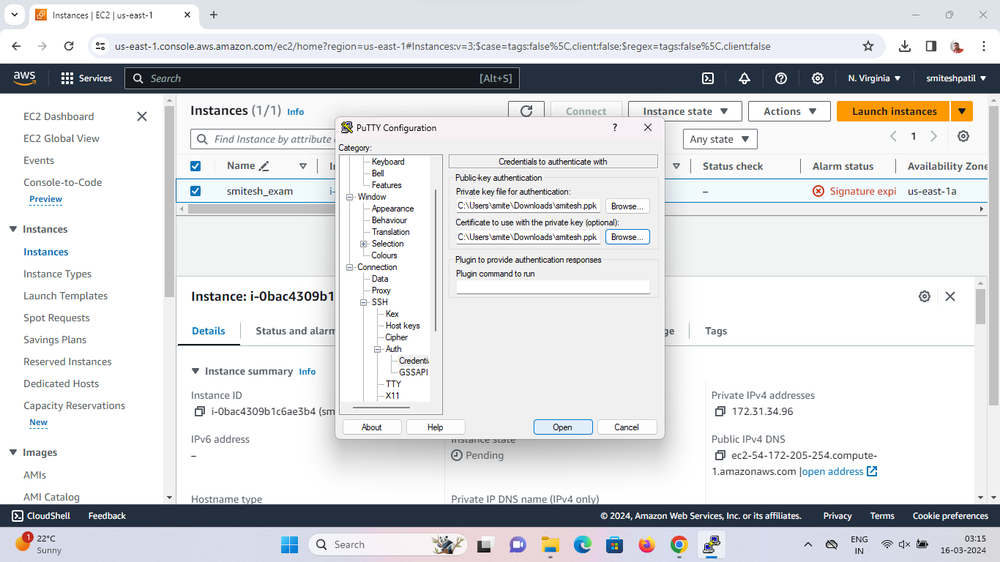 Instances | EC2 | us-east-1
us-east-1.console.aws.amazon.com/ec2/home?region=us-east-1#Instances:v=3;$case=tags:false%5C,client:false;$regex=tags:false%5C,client:false
aws
Services
Search
[Alt+S]
N. Virginia
smiteshpatil
EC2 Dashboard
EC2 Global View
Events
Console-to-Code
Preview
Instances
Instances
Instance Types
Launch Templates
Spot Requests
Savings Plans
Reserved Instances
Dedicated Hosts
Capacity Reservations
New
Images
AMIs
AMI Catalog
Instances (1/1) Info
Connect
Instance state
Actions
Launch instances
Find Instance by attribute
Any state
1
Name
Status check
Alarm status
Availability Zone
smitesh_exam
i-
–
Signature expi
us-east-1a
PuTTY Configuration
?
Category:
Keyboard
Bell
Features
Window
Appearance
Behaviour
Translation
Selection
Colours
Connection
Data
Proxy
SSH
Kex
Host keys
Cipher
Auth
Credentia
GSSAPI
TTY
X11
Credentials to authenticate with
Public-key authentication
Private key file for authentication:
C:\Users\smite\Downloads\smitesh.ppk
Browse...
Certificate to use with the private key (optional):
C:\Users\smite\Downloads\smitesh.ppk
Browse...
Plugin to provide authentication responses
Plugin command to run
About
Help
Open
Cancel
Instance: i-0bac4309b1
Details
Status and alarm
ge
Tags
Instance summary Info
Instance ID
i-0bac4309b1c6ae3b4 (sm
IPv6 address
–
Hostname type
Instance state
Pending
Private IP DNS name (IPv4 only)
Private IPv4 addresses
172.31.34.96
Public IPv4 DNS
ec2-54-172-205-254.compute-
1.amazonaws.com |open address
CloudShell
Feedback
© 2024, Amazon Web Services, Inc. or its affiliates.
Privacy
Terms
Cookie preferences
1
22°C
Sunny
Search
ENG
IN
03:15
16-03-2024